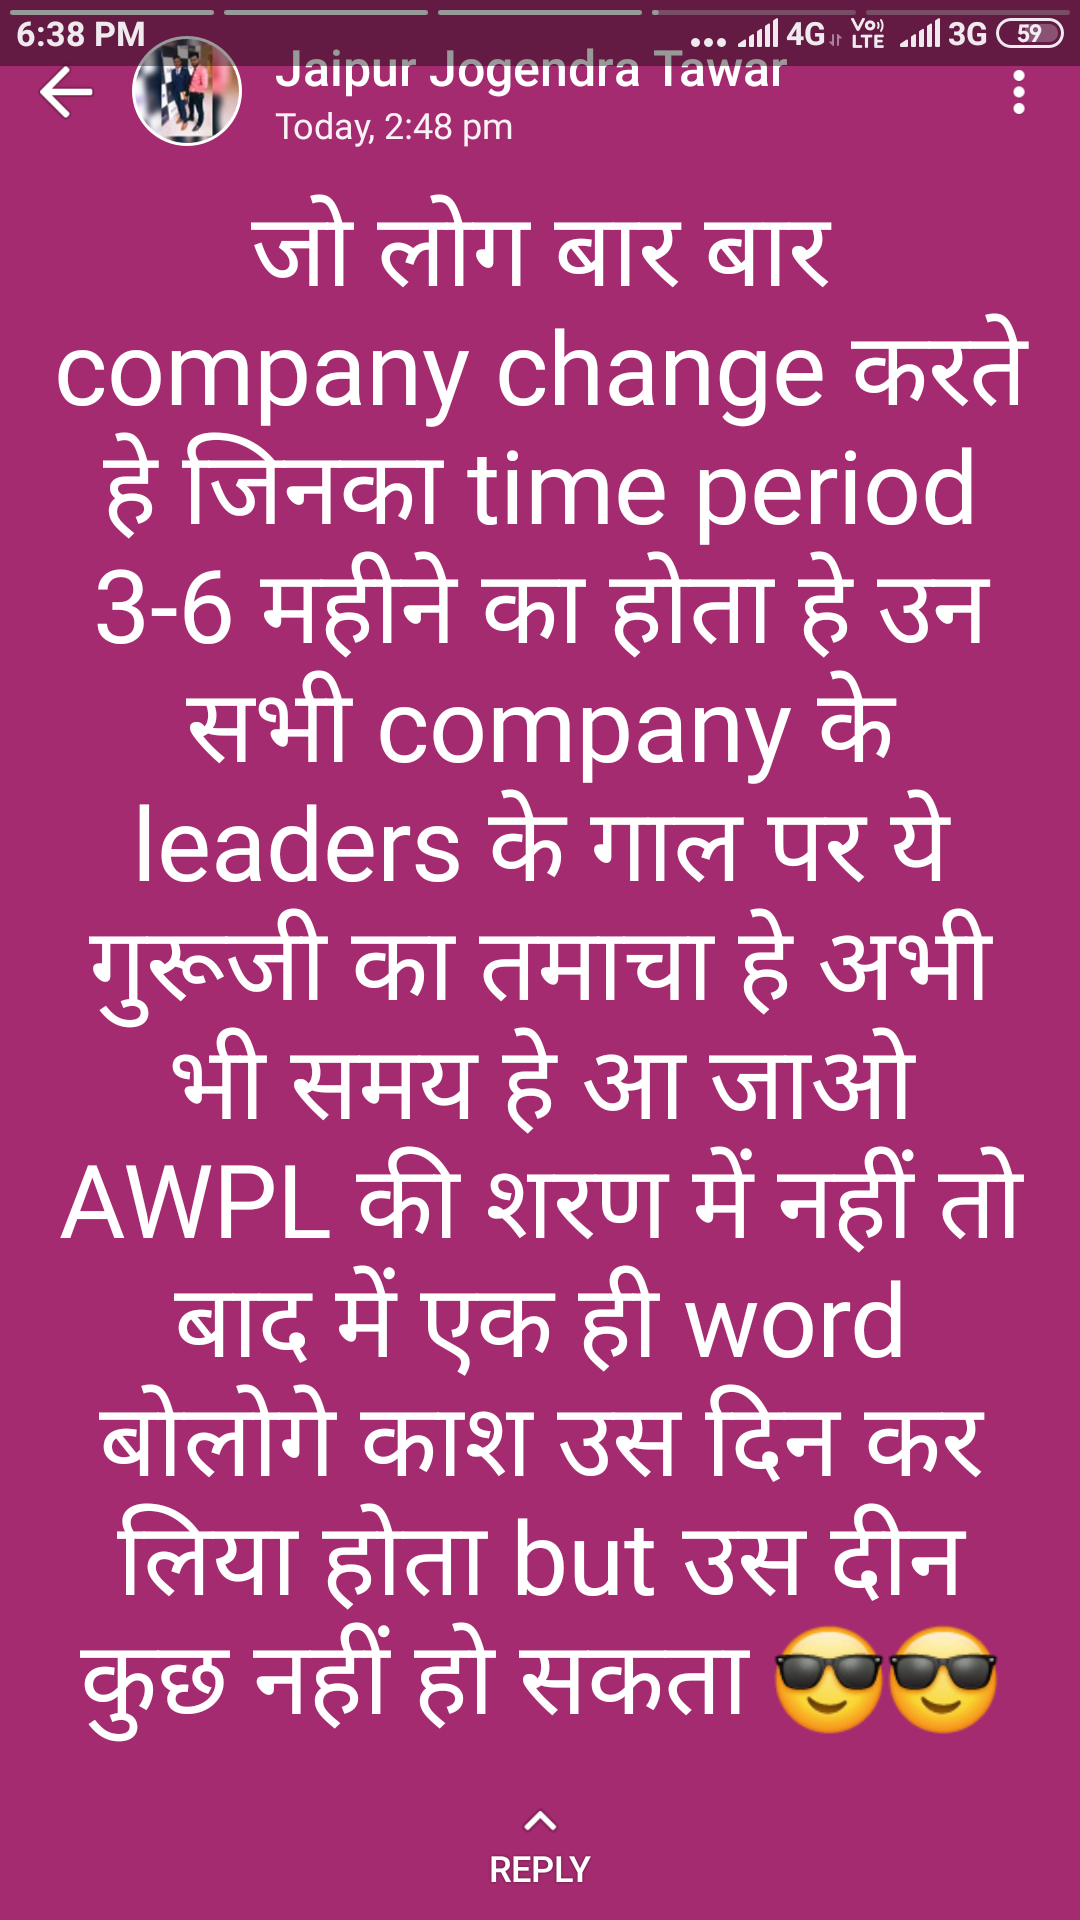 6:38 PM 4G VoLTE 3G 59
Jaipur Jogendra Tawar
Today, 2:48 pm
जो लोग बार बार
company change करते
हे जिनका time period
3-6 महीने का होता हे उन
सभी company के
leaders के गाल पर ये
गुरूजी का तमाचा हे अभी
भी समय हे आ जाओ
AWPL की शरण में नहीं तो
बाद में एक ही word
बोलोगे काश उस दिन कर
लिया होता but उस दीन
कुछ नहीं हो सकता 😎😎
REPLY